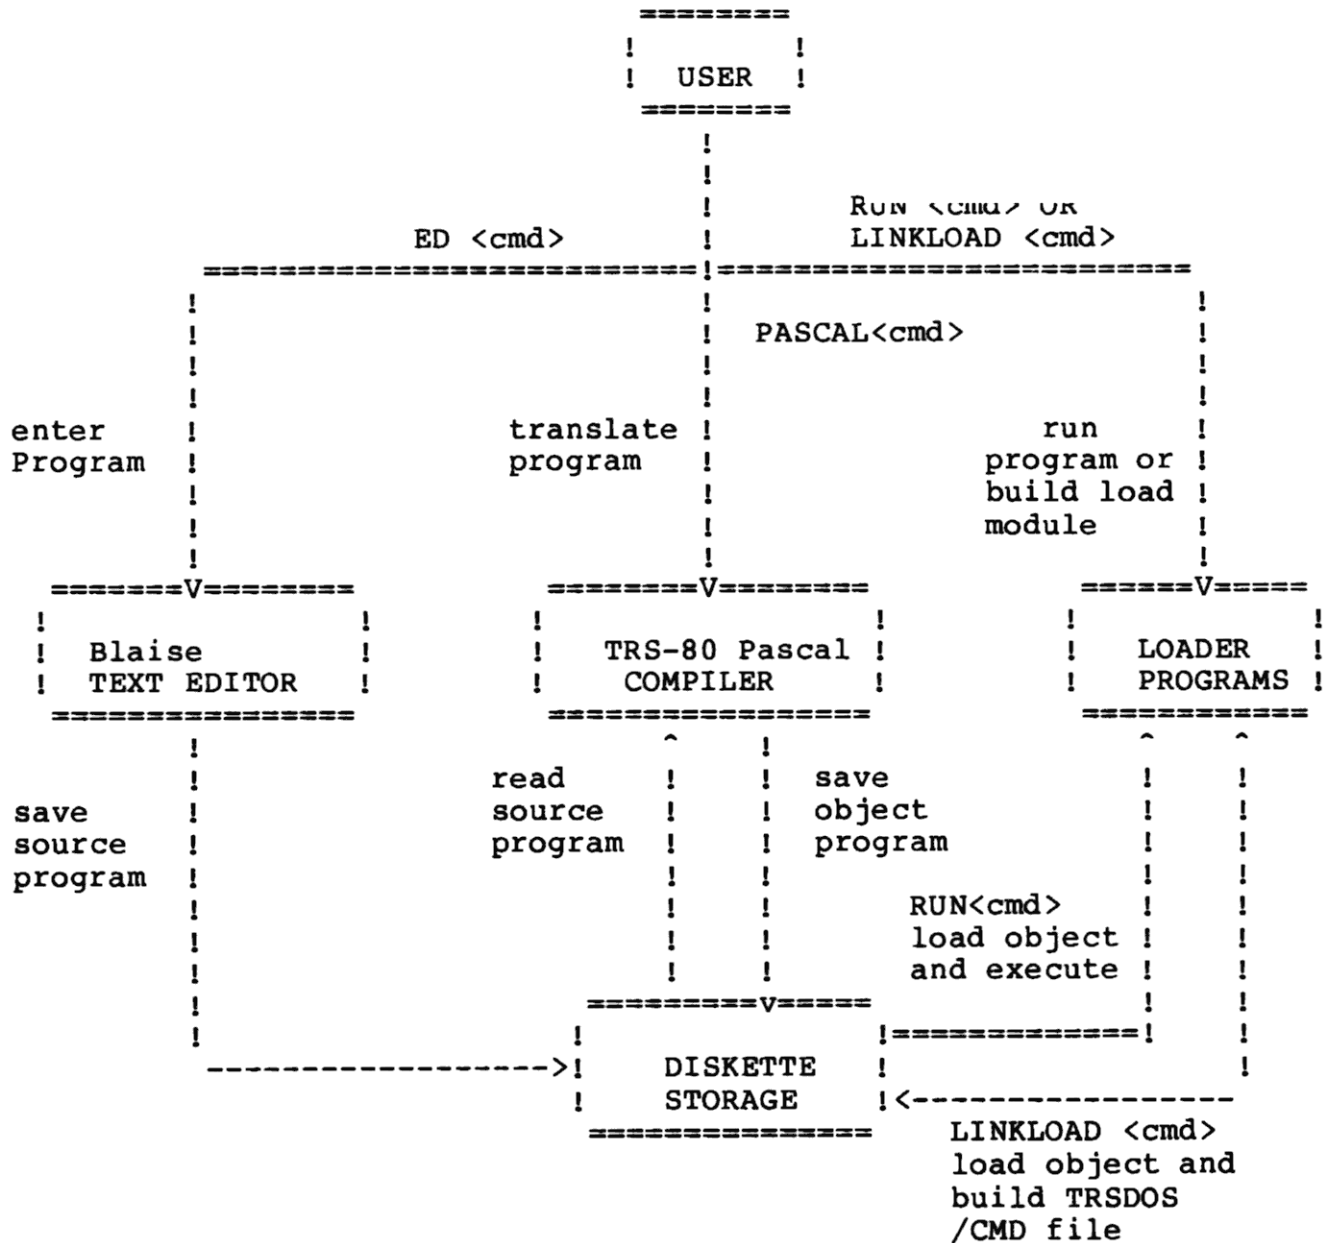 USER
RUN <cmd> OR
ED <cmd>
LINKLOAD <cmd>
PASCAL<cmd>
enter
Program
translate
program
run
program or
build load
module
Blaise
TEXT EDITOR
TRS-80 Pascal
COMPILER
LOADER
PROGRAMS
save
source
program
read
source
program
save
object
program
RUN<cmd>
load object
and execute
DISKETTE
STORAGE
LINKLOAD <cmd>
load object and
build TRSDOS
/CMD file